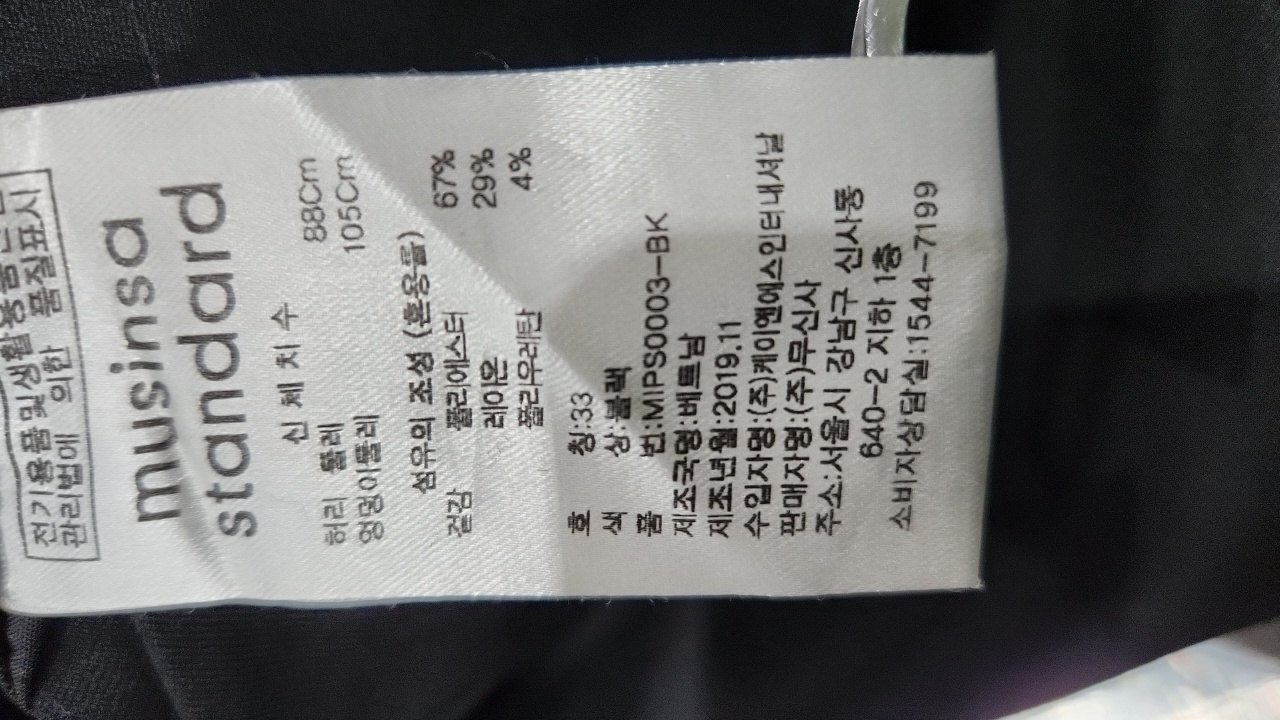 전기용품및생활용품안전
관리법에 의한 품질표시
musinsa
standard
신 체 치 수
허리 둘레 88Cm
엉덩이둘레 105Cm
섬유의 조성 (혼용률)
겉감 폴리에스터 67%
레이온 29%
폴리우레탄 4%
호 칭:33
색 상:블랙
품 번:MIPS0003-BK
제조국명:베트남
제조년월:2019.11
수입자명:(주)케이앤에스인터내셔날
판매자명:(주)무신사
주소:서울시 강남구 신사동
640-2 지하 1층
소비자상담실:1544-7199